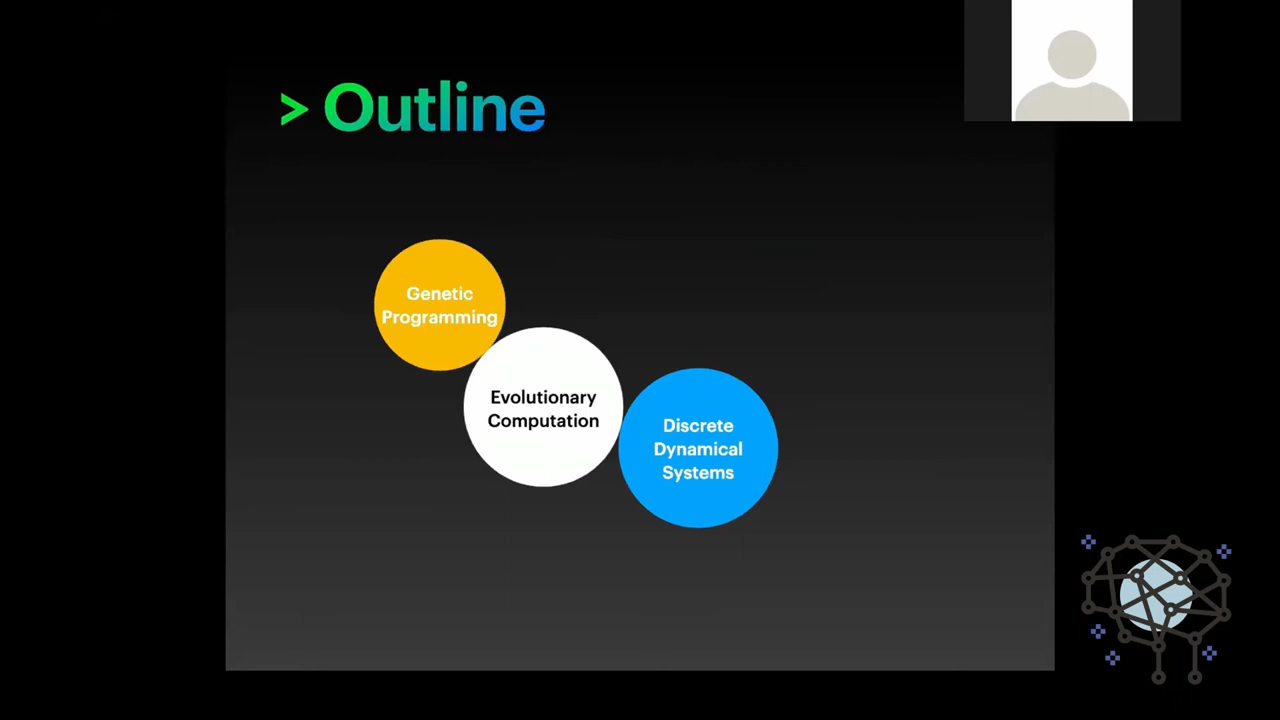 > Outline
Genetic
Programming
Evolutionary
Computation
Discrete
Dynamical
Systems